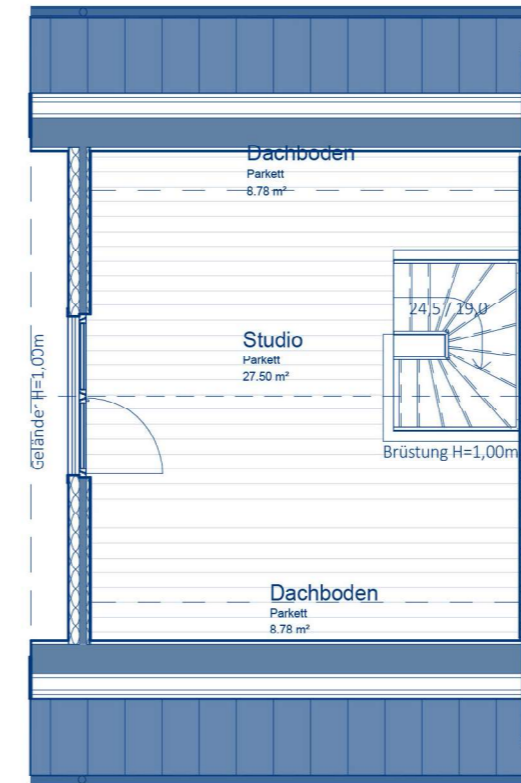 Dachboden
Parkett
8.78 m²
24,5 / 19,0
Studio
Parkett
27.50 m²
Geländer H=1,00m
Brüstung H=1,00m
Dachboden
Parkett
8.78 m²